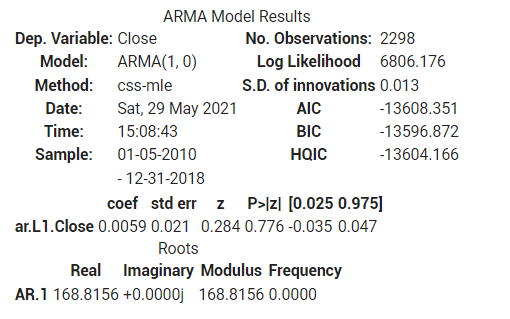 ARMA Model Results
Dep. Variable: Close No. Observations: 2298
Model: ARMA(1, 0) Log Likelihood 6806.176
Method: css-mle S.D. of innovations 0.013
Date: Sat, 29 May 2021 AIC -13608.351
Time: 15:08:43 BIC -13596.872
Sample: 01-05-2010 HQIC -13604.166
- 12-31-2018
coef std err z P>|z| [0.025 0.975]
ar.L1.Close 0.0059 0.021 0.284 0.776 -0.035 0.047
Roots
Real Imaginary Modulus Frequency
AR.1 168.8156 +0.0000j 168.8156 0.0000